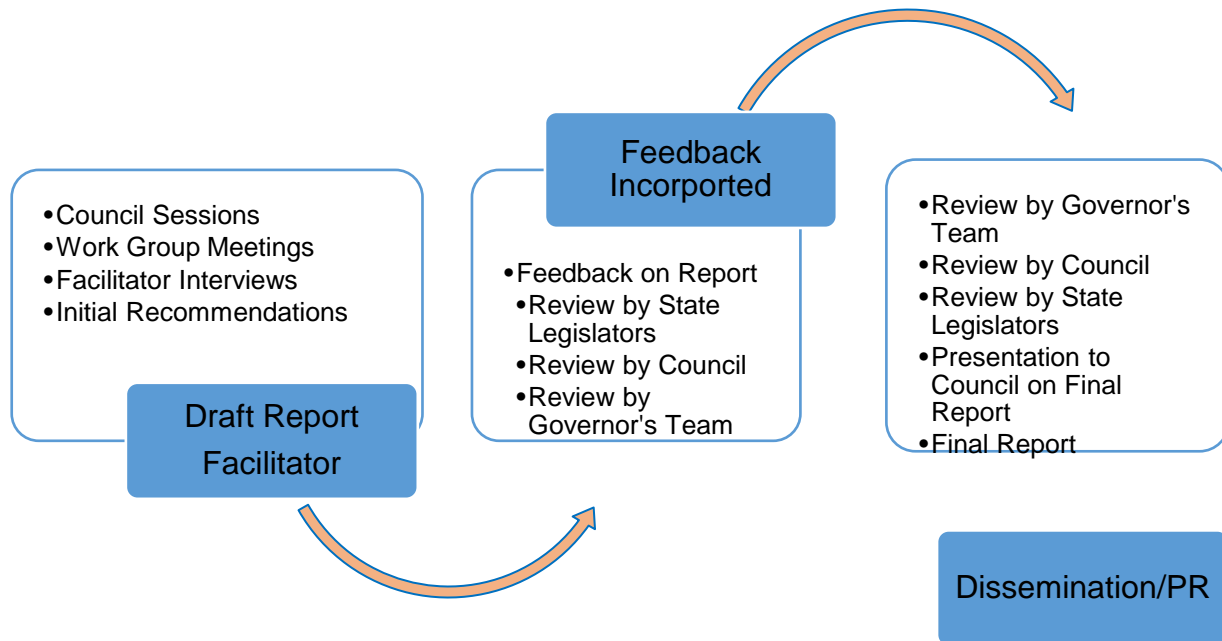 •Council Sessions
•Work Group Meetings
•Facilitator Interviews
•Initial Recommendations
Draft Report
Facilitator
Feedback
Incorported
•Feedback on Report
•Review by State
Legislators
•Review by Council
•Review by
Governor's Team
•Review by Governor's
Team
•Review by Council
•Review by State
Legislators
•Presentation to
Council on Final
Report
•Final Report
Dissemination/PR